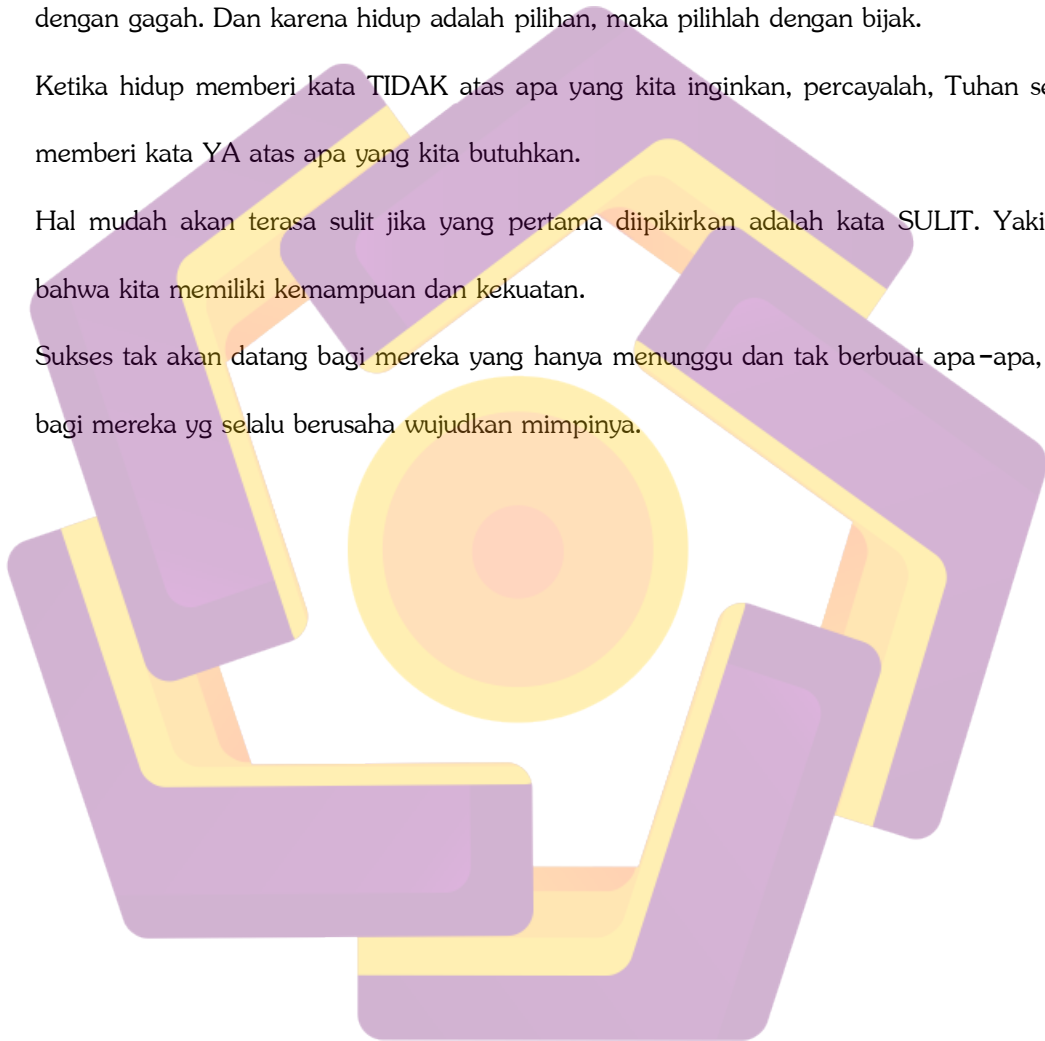 dengan gagah. Dan karena hidup adalah pilihan, maka pilihlah dengan bijak.
Ketika hidup memberi kata TIDAK atas apa yang kita inginkan, percayalah, Tuhan
memberi kata YA atas apa yang kita butuhkan.
Hal mudah akan terasa sulit jika yang pertama diipikirkan adalah kata SULIT.
bahwa kita memiliki kemampuan dan kekuatan.
Sukses tak akan datang bagi mereka yang hanya menunggu dan tak berbuat apa-apa,
bagi mereka yg selalu berusaha wujudkan mimpinya.